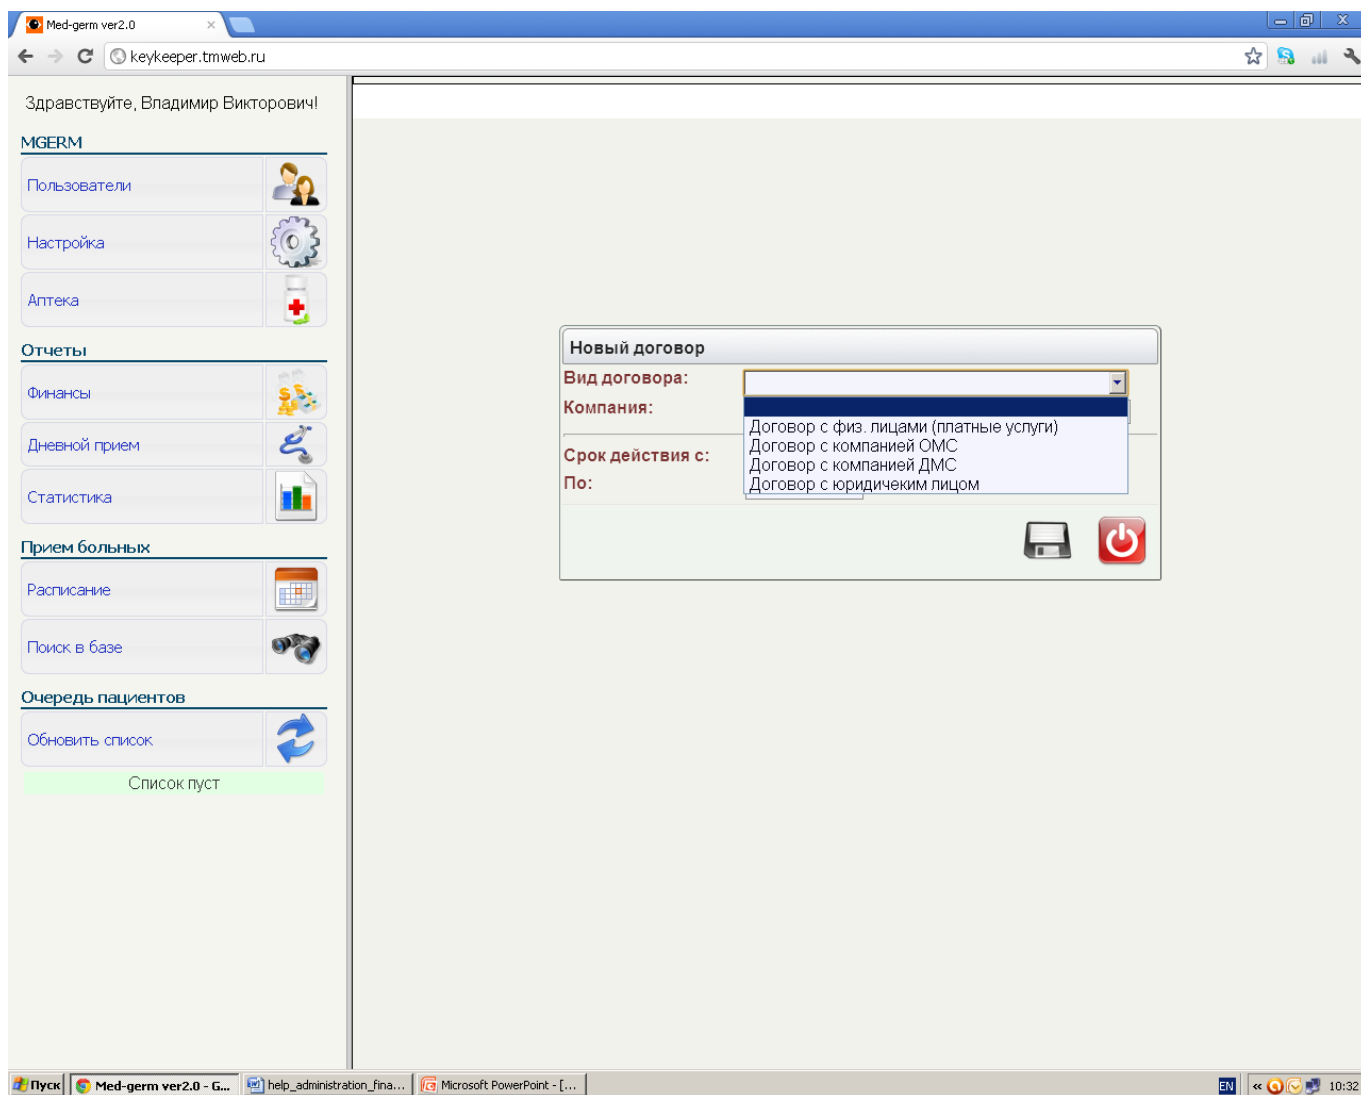 Med-germ ver2.0
keykeeper.tmweb.ru
Здравствуйте, Владимир Викторович!
MGERM
Пользователи
Настройка
Аптека
Отчеты
Финансы
Дневной прием
Статистика
Прием больных
Расписание
Поиск в базе
Очередь пациентов
Обновить список
Список пуст
Новый договор
Вид договора:
Компания:
Договор с физ. лицами (платные услуги)
Договор с компанией ОМС
Договор с компанией ДМС
Договор с юридичеким лицом
Срок действия с:
По:
Пуск
Med-germ ver2.0 - G...
help_administration_fina...
Microsoft PowerPoint - [...
EN
«
10:32